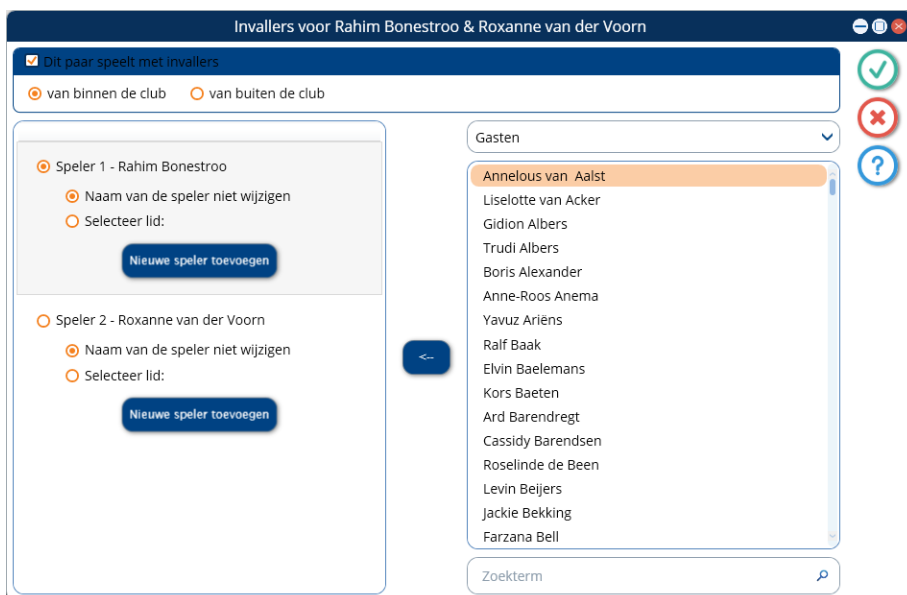 Invallers voor Rahim Bonestroo & Roxanne van der Voorn
Dit paar speelt met invallers
van binnen de club van buiten de club
Speler 1 - Rahim Bonestroo
Naam van de speler niet wijzigen
Selecteer lid:
Nieuwe speler toevoegen
Speler 2 - Roxanne van der Voorn
Naam van de speler niet wijzigen
Selecteer lid:
Nieuwe speler toevoegen
<--
Gasten
Annelous van  Aalst
Liselotte van Acker
Gidion Albers
Trudi Albers
Boris Alexander
Anne-Roos Anema
Yavuz Ariëns
Ralf Baak
Elvin Baelemans
Kors Baeten
Ard Barendregt
Cassidy Barendsen
Roselinde de Been
Levin Beijers
Jackie Bekking
Farzana Bell
Zoekterm
?